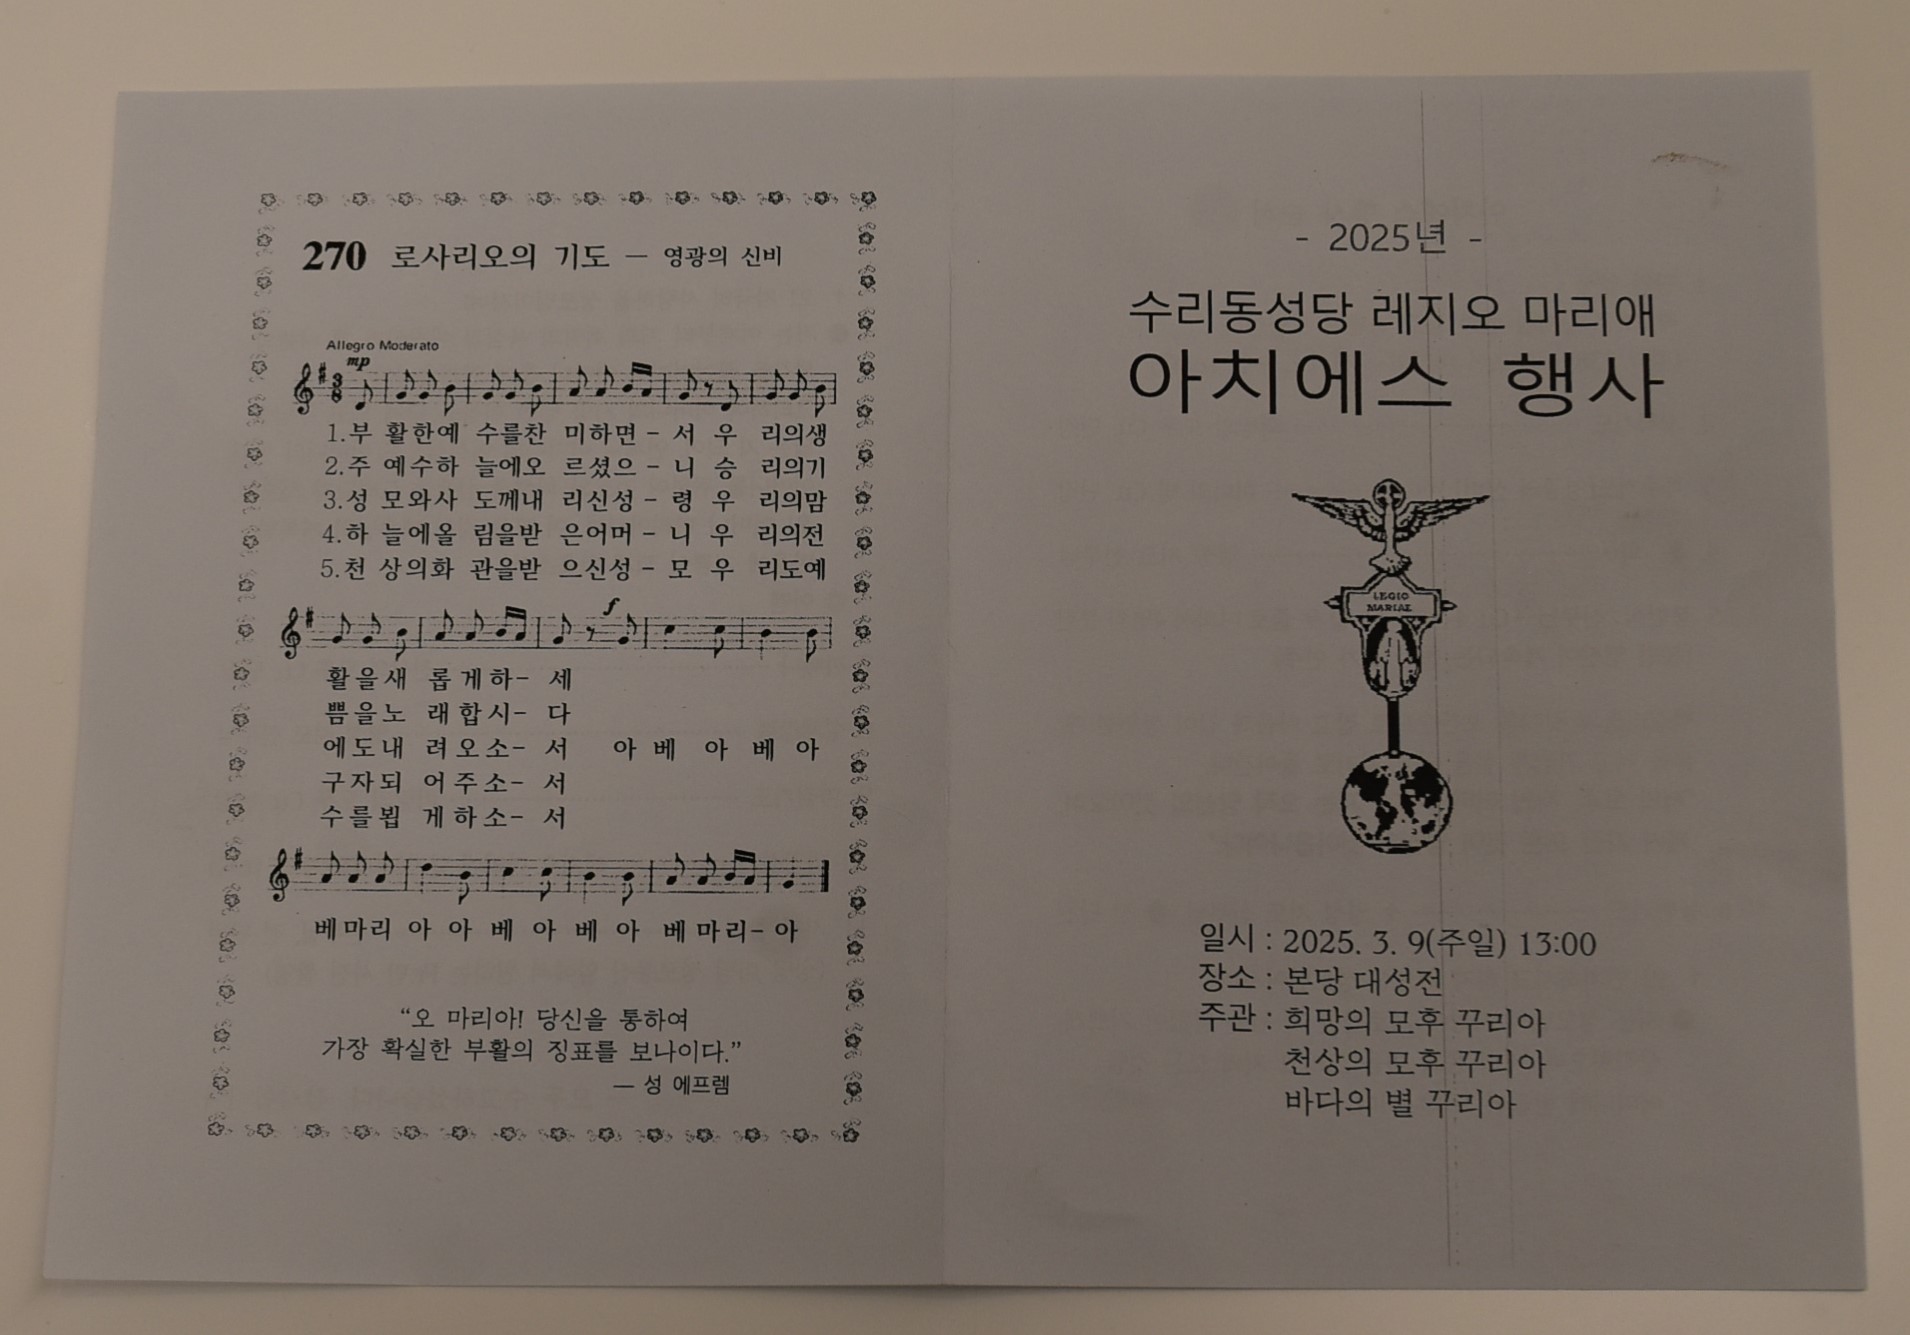 270 로사리오의 기도 — 영광의 신비
Allegro Moderato
mp
3
8
1.부 활한예 수를찬 미하면 - 서 우 리의생
2.주 예수하 늘에오 르셨으 - 니 승 리의기
3.성 모와사 도께내 리신성 - 령 우 리의맘
4.하 늘에올 림을받 은어머 - 니 우 리의전
5.천 상의화 관을받 으신성 - 모 우 리도예
f
활을새 롭게하- 세
쁨을노 래합시- 다
에도내 려오소- 서 아 베 아 베 아
구자되 어주소- 서
수를뵙 게하소- 서
베마리 아 아 베 아 베 아 베마리- 아
“오 마리아! 당신을 통하여
가장 확실한 부활의 징표를 보나이다.”
— 성 에프렘
- 2025년 -
수리동성당 레지오 마리애
아치에스 행사
LEGIO
MARIAE
일시 : 2025. 3. 9(주일) 13:00
장소 : 본당 대성전
주관 : 희망의 모후 꾸리아
천상의 모후 꾸리아
바다의 별 꾸리아